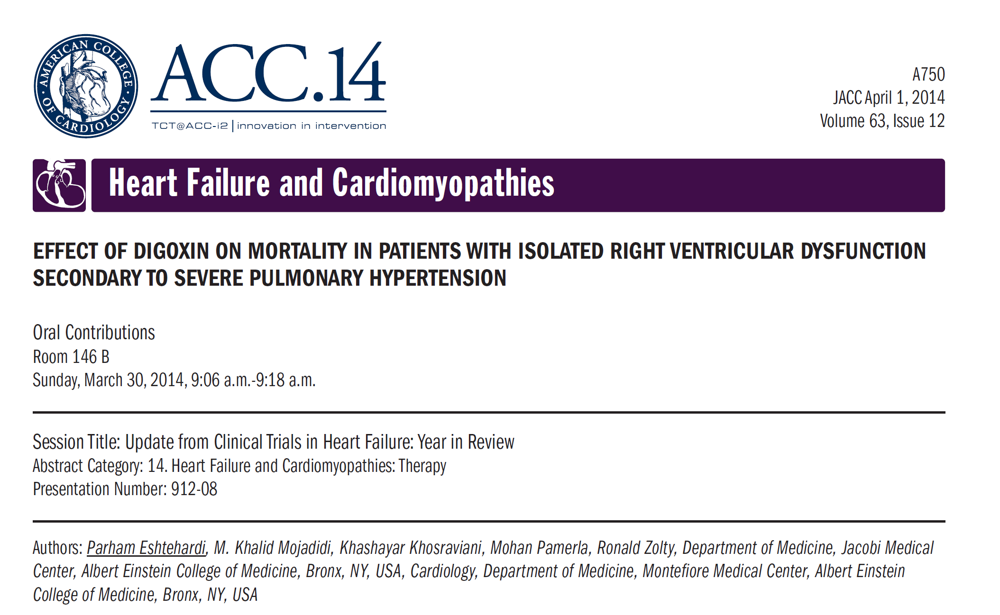 AMERICAN COLLEGE
· OF CARDIOLOGY ·
ACC.14
TCT@ACC-i2 | innovation in intervention
A750
JACC April 1, 2014
Volume 63, Issue 12
Heart Failure and Cardiomyopathies
EFFECT OF DIGOXIN ON MORTALITY IN PATIENTS WITH ISOLATED RIGHT VENTRICULAR DYSFUNCTION
SECONDARY TO SEVERE PULMONARY HYPERTENSION
Oral Contributions
Room 146 B
Sunday, March 30, 2014, 9:06 a.m.-9:18 a.m.
Session Title: Update from Clinical Trials in Heart Failure: Year in Review
Abstract Category: 14. Heart Failure and Cardiomyopathies: Therapy
Presentation Number: 912-08
Authors: Parham Eshtehardi, M. Khalid Mojadidi, Khashayar Khosraviani, Mohan Pamerla, Ronald Zolty, Department of Medicine, Jacobi Medical
Center, Albert Einstein College of Medicine, Bronx, NY, USA, Cardiology, Department of Medicine, Montefiore Medical Center, Albert Einstein
College of Medicine, Bronx, NY, USA